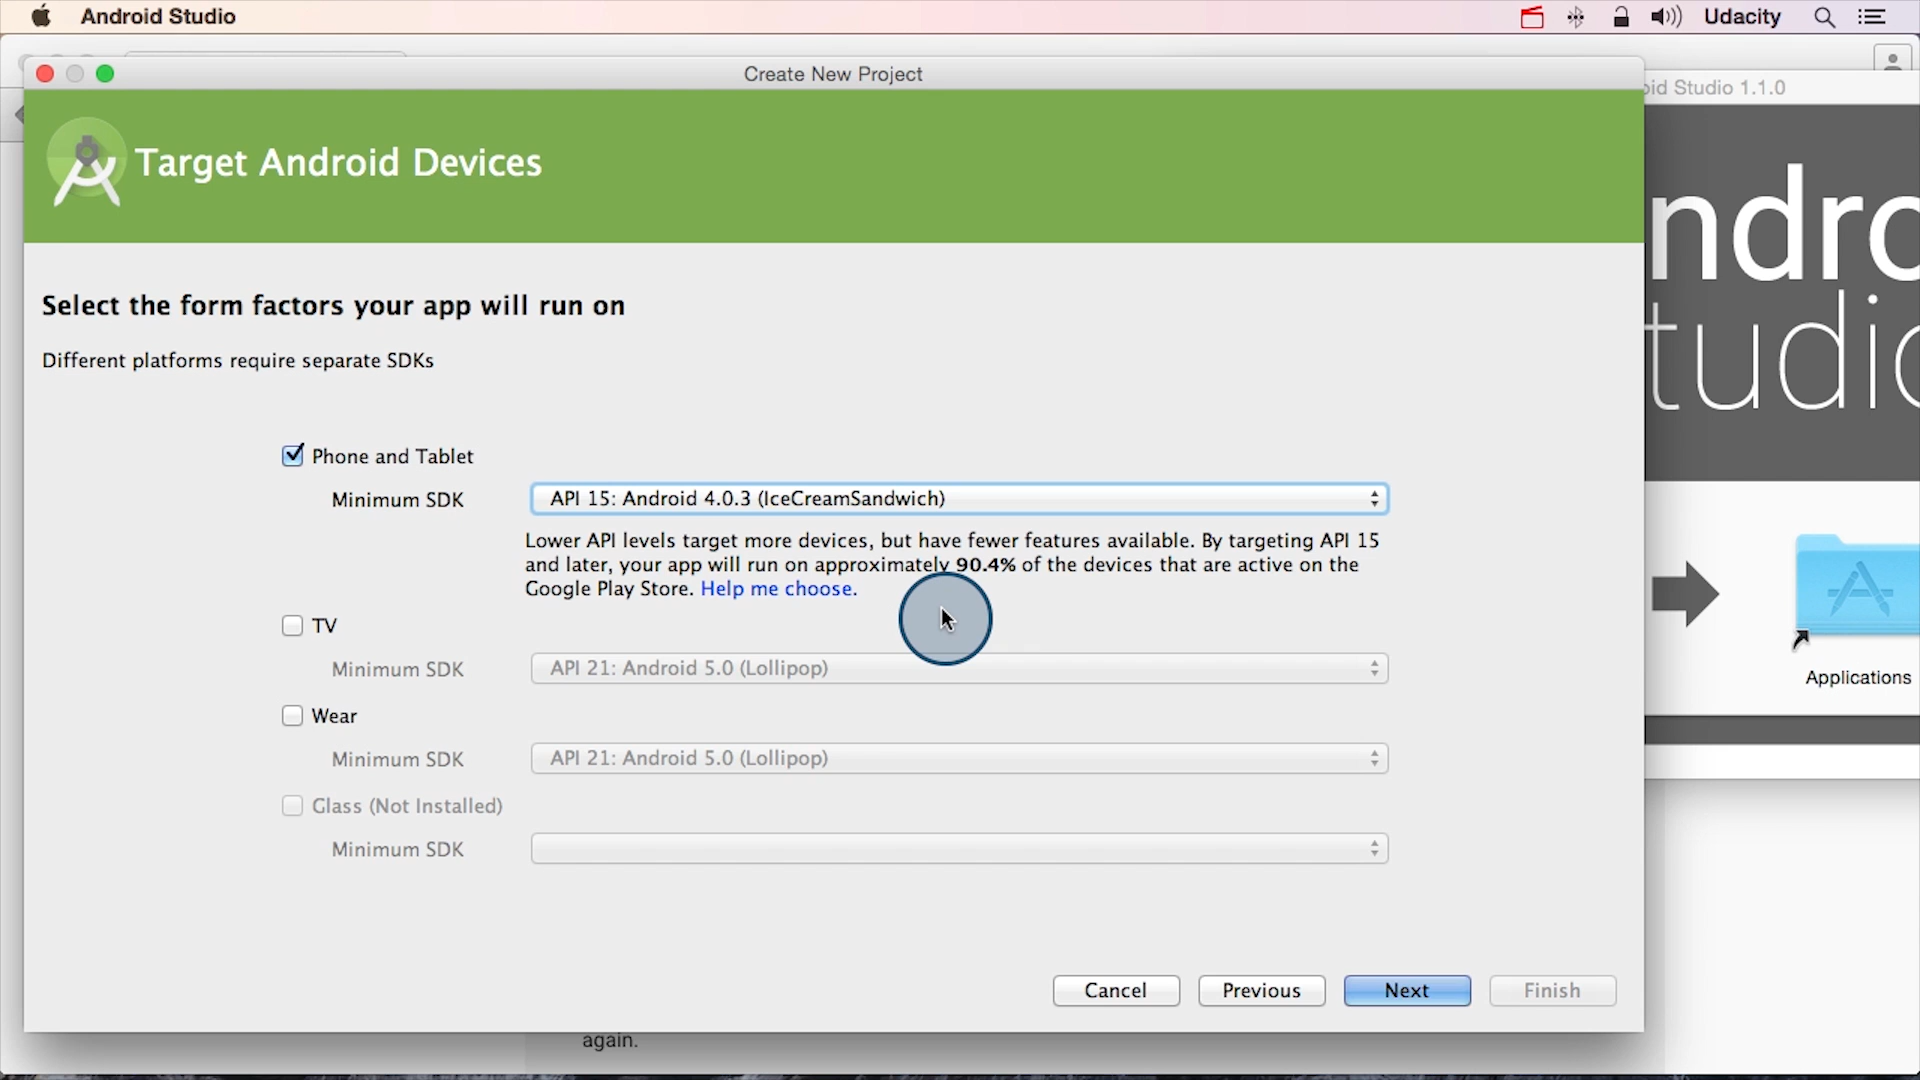 Android Studio
Udacity
Create New Project
oid Studio 1.1.0
Target Android Devices
ndro
tudio
Select the form factors your app will run on
Different platforms require separate SDKs
Phone and Tablet
Minimum SDK
API 15: Android 4.0.3 (IceCreamSandwich)
Lower API levels target more devices, but have fewer features available. By targeting API 15
and later, your app will run on approximately 90.4% of the devices that are active on the
Google Play Store. Help me choose.
TV
Minimum SDK
API 21: Android 5.0 (Lollipop)
Applications
Wear
Minimum SDK
API 21: Android 5.0 (Lollipop)
Glass (Not Installed)
Minimum SDK
Cancel
Previous
Next
Finish
again.